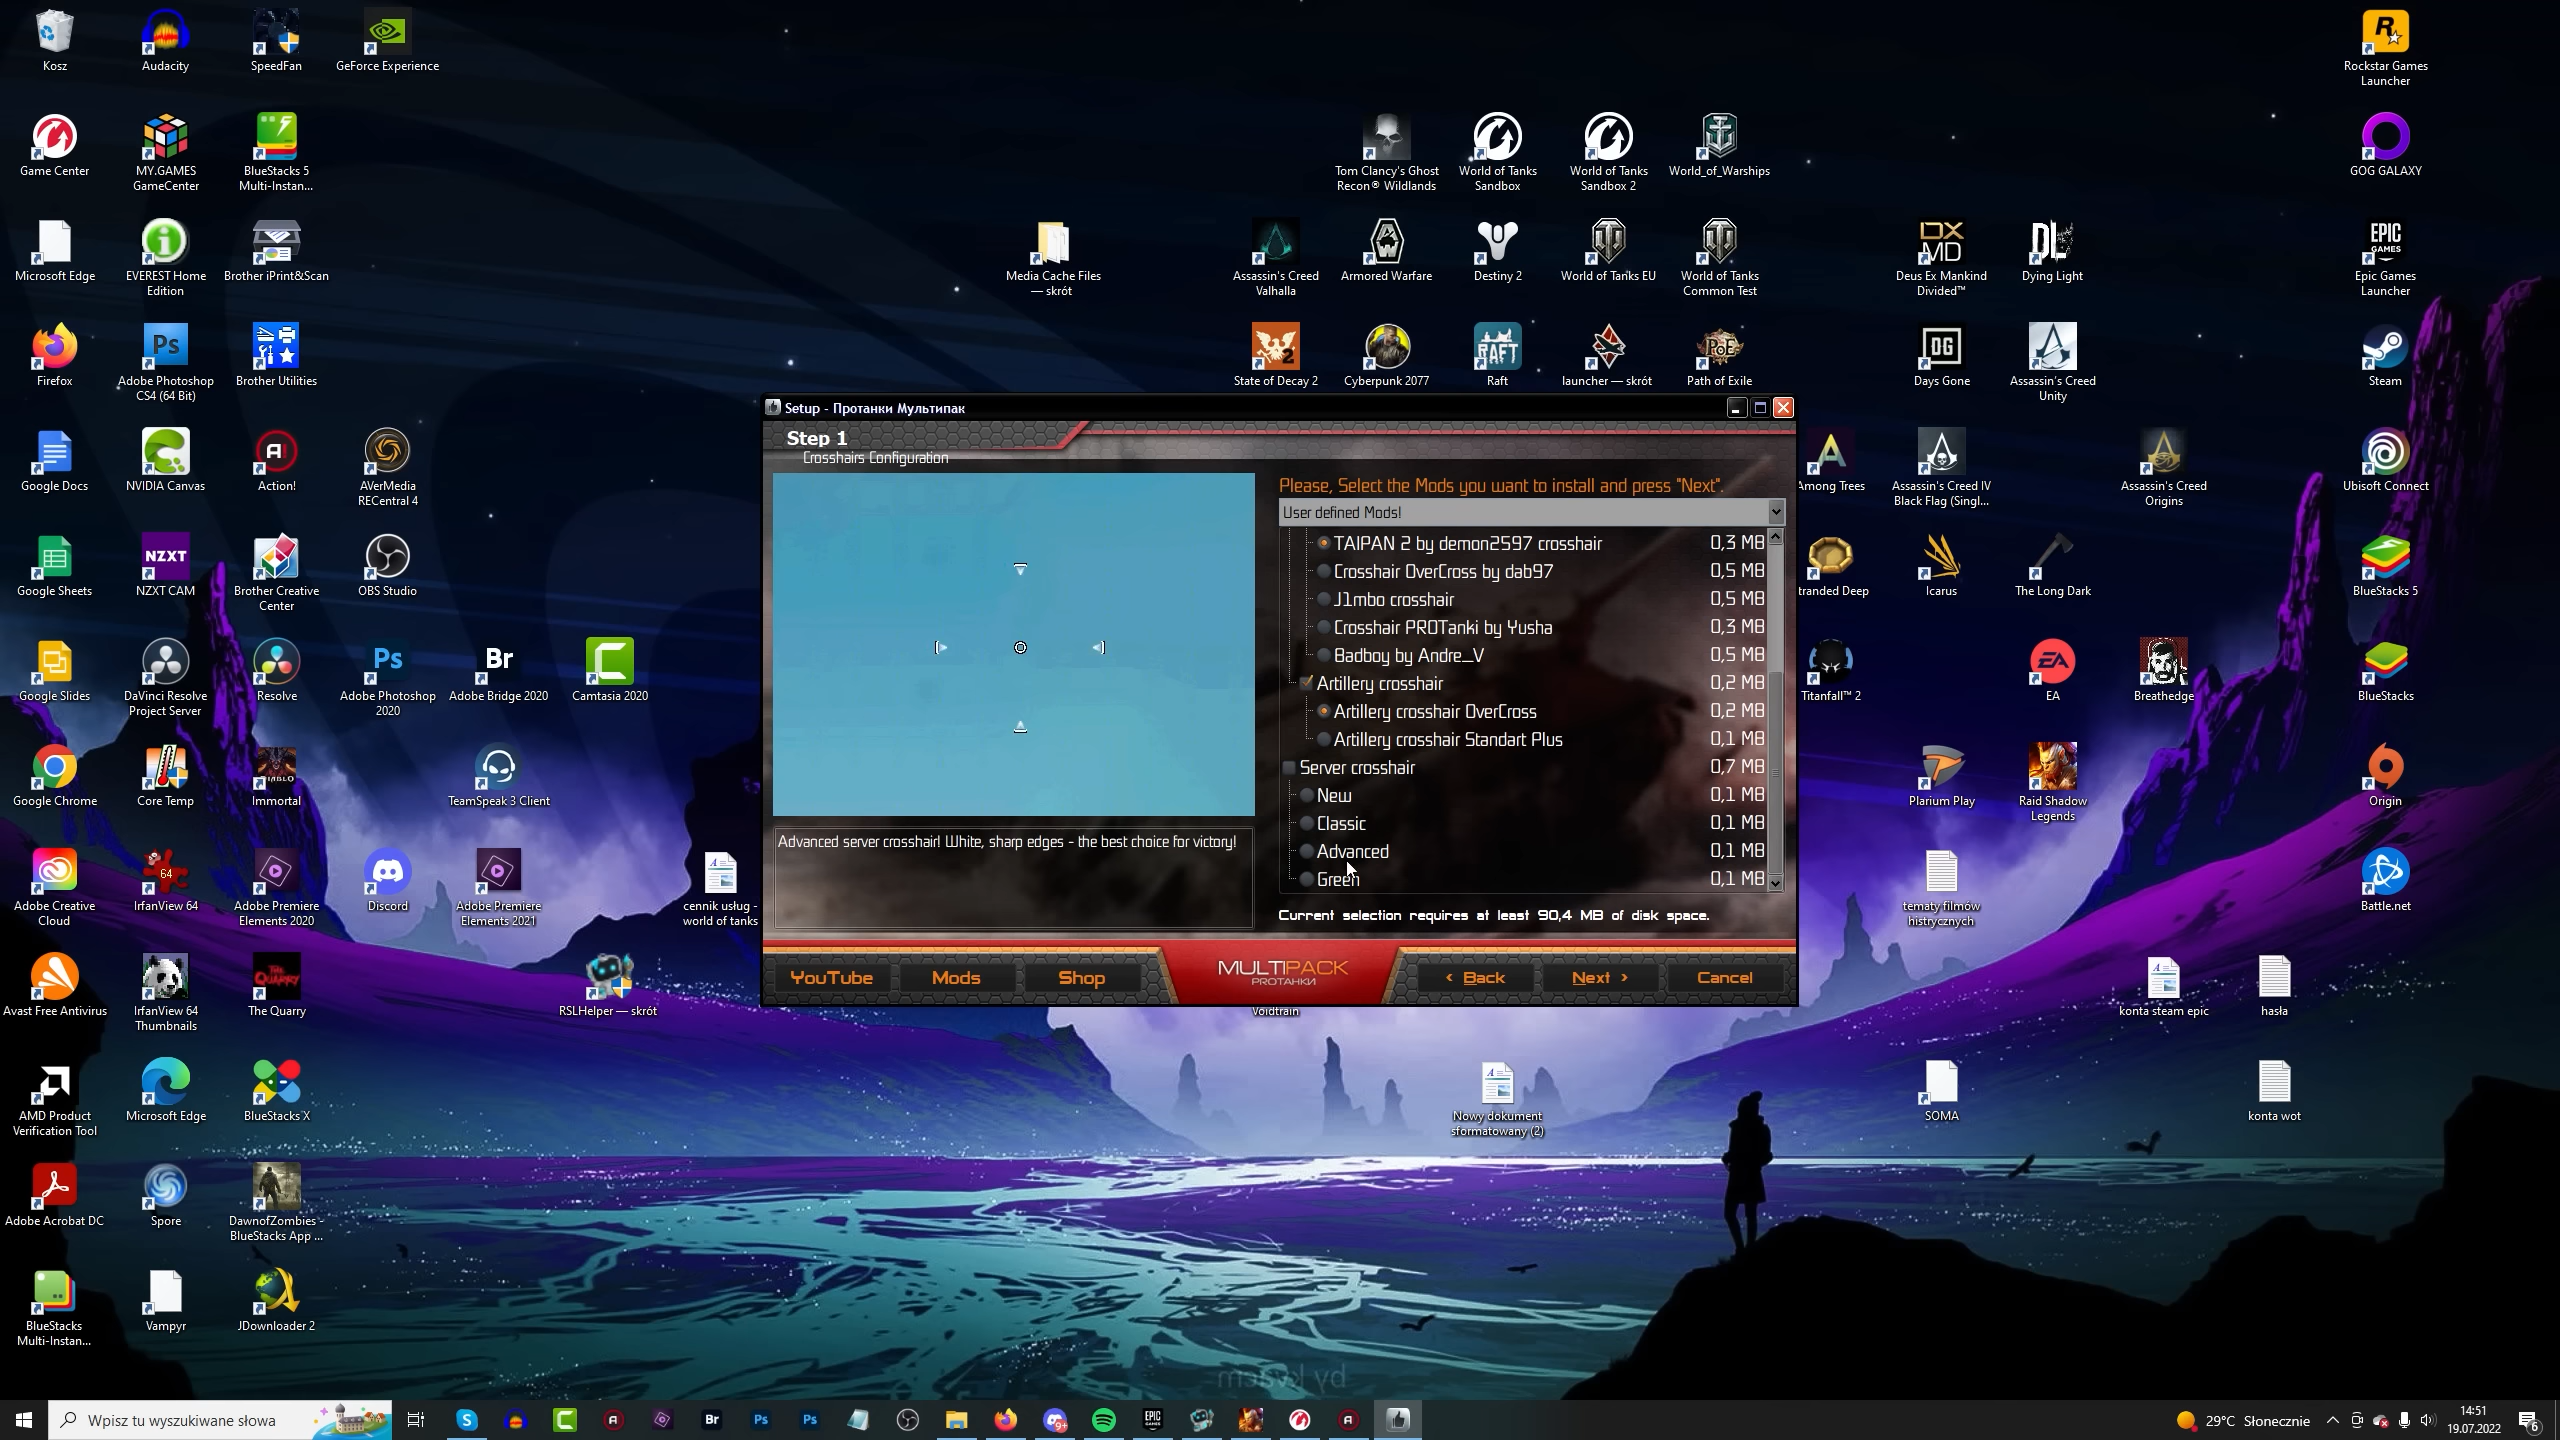 Kosz
Audacity
SpeedFan
GeForce Experience
Rockstar Games
Launcher
Game Center
MY.GAMES
GameCenter
BlueStacks 5
Multi-Instan...
Tom Clancy's Ghost
Recon® Wildlands
World of Tanks
Sandbox
World of Tanks
Sandbox 2
World_of_Warships
GOG GALAXY
Microsoft Edge
EVEREST Home
Edition
Brother iPrint&Scan
Media Cache Files
— skrót
Assassin's Creed
Valhalla
Armored Warfare
Destiny 2
World of Tanks EU
World of Tanks
Common Test
Deus Ex Mankind
Divided™
Dying Light
EPIC
GAMES
Epic Games
Launcher
Firefox
Adobe Photoshop
CS4 (64 Bit)
Brother Utilities
State of Decay 2
Cyberpunk 2077
RAFT
Raft
launcher — skrót
Path of Exile
Days Gone
Assassin's Creed
Unity
Steam
Google Docs
NVIDIA Canvas
Action!
AVerMedia
RECentral 4
Among Trees
Assassin's Creed IV
Black Flag (Singl...
Assassin's Creed
Origins
Ubisoft Connect
Google Sheets
NZXT
NZXT CAM
Brother Creative
Center
OBS Studio
tranded Deep
Icarus
The Long Dark
BlueStacks 5
Google Slides
DaVinci Resolve
Project Server
Resolve
Adobe Photoshop
2020
Adobe Bridge 2020
Camtasia 2020
Titanfall™ 2
EA
Breathedge
BlueStacks
Google Chrome
Core Temp
Immortal
TeamSpeak 3 Client
Plarium Play
Raid Shadow
Legends
Origin
Adobe Creative
Cloud
IrfanView 64
Adobe Premiere
Elements 2020
Discord
Adobe Premiere
Elements 2021
cennik usług -
world of tanks
tematy filmów
histrycznych
Battle.net
Avast Free Antivirus
IrfanView 64
Thumbnails
The Quarry
RSLHelper — skrót
Voidtrain
konta steam epic
hasła
AMD Product
Verification Tool
Microsoft Edge
BlueStacks X
Nowy dokument
sformatowany (2)
SOMA
konta wot
Adobe Acrobat DC
Spore
DawnofZombies -
BlueStacks App ...
BlueStacks
Multi-Instan...
Vampyr
JDownloader 2
Setup - Протанки Мультипак
Step 1
Crosshairs Configuration
Please, Select the Mods you want to install and press "Next".
User defined Mods!
TAIPAN 2 by demon2597 crosshair 0,3 MB
Crosshair OverCross by dab97 0,5 MB
J1mbo crosshair 0,5 MB
Crosshair PROTanki by Yusha 0,3 MB
Badboy by Andre_V 0,5 MB
Artillery crosshair 0,2 MB
Artillery crosshair OverCross 0,2 MB
Artillery crosshair Standart Plus 0,1 MB
Server crosshair 0,7 MB
New 0,1 MB
Classic 0,1 MB
Advanced 0,1 MB
Green 0,1 MB
Advanced server crosshair! White, sharp edges - the best choice for victory!
Current selection requires at least 90,4 MB of disk space.
YouTube
Mods
Shop
MULTIPACK
PROТАНКИ
< Back
Next >
Cancel
Wpisz tu wyszukiwane słowa
29°C Słonecznie
14:51
19.07.2022